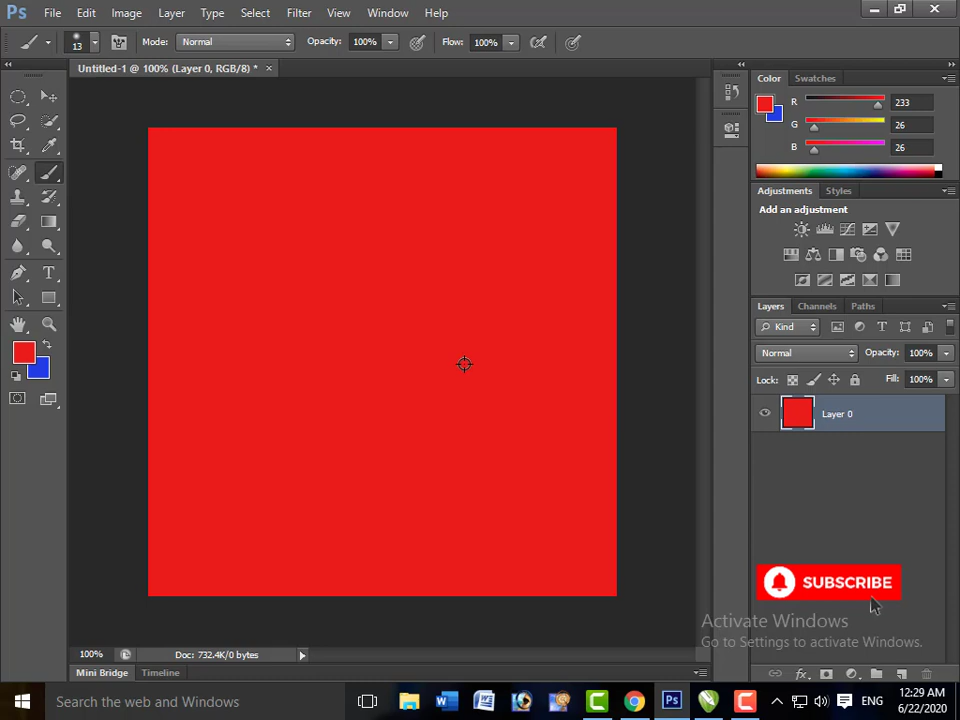 Ps File Edit Image Layer Type Select Filter View Window Help
13 Mode: Normal Opacity: 100% Flow: 100%
Untitled-1 @ 100% (Layer 0, RGB/8) * ×
Color Swatches
R 233
G 26
B 26
Adjustments Styles
Add an adjustment
Layers Channels Paths
Kind
Normal Opacity: 100%
Lock: Fill: 100%
Layer 0
SUBSCRIBE
Activate Windows
Go to Settings to activate Windows.
100% Doc: 732.4K/0 bytes
Mini Bridge Timeline
Search the web and Windows
ENG
12:29 AM
6/22/2020